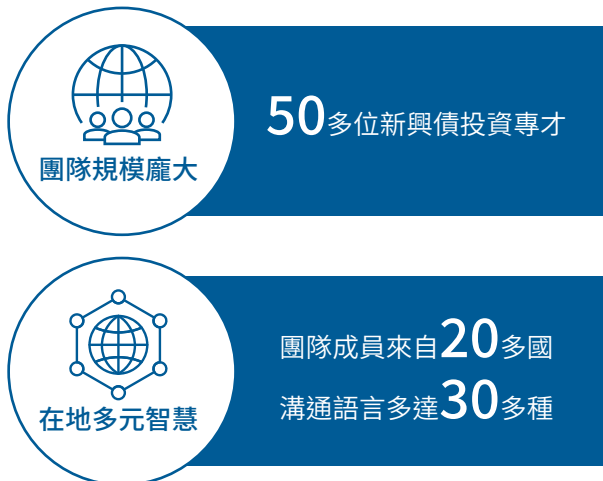 團隊規模龐大
50多位新興債投資專才
在地多元智慧
團隊成員來自20多國
溝通語言多達30多種